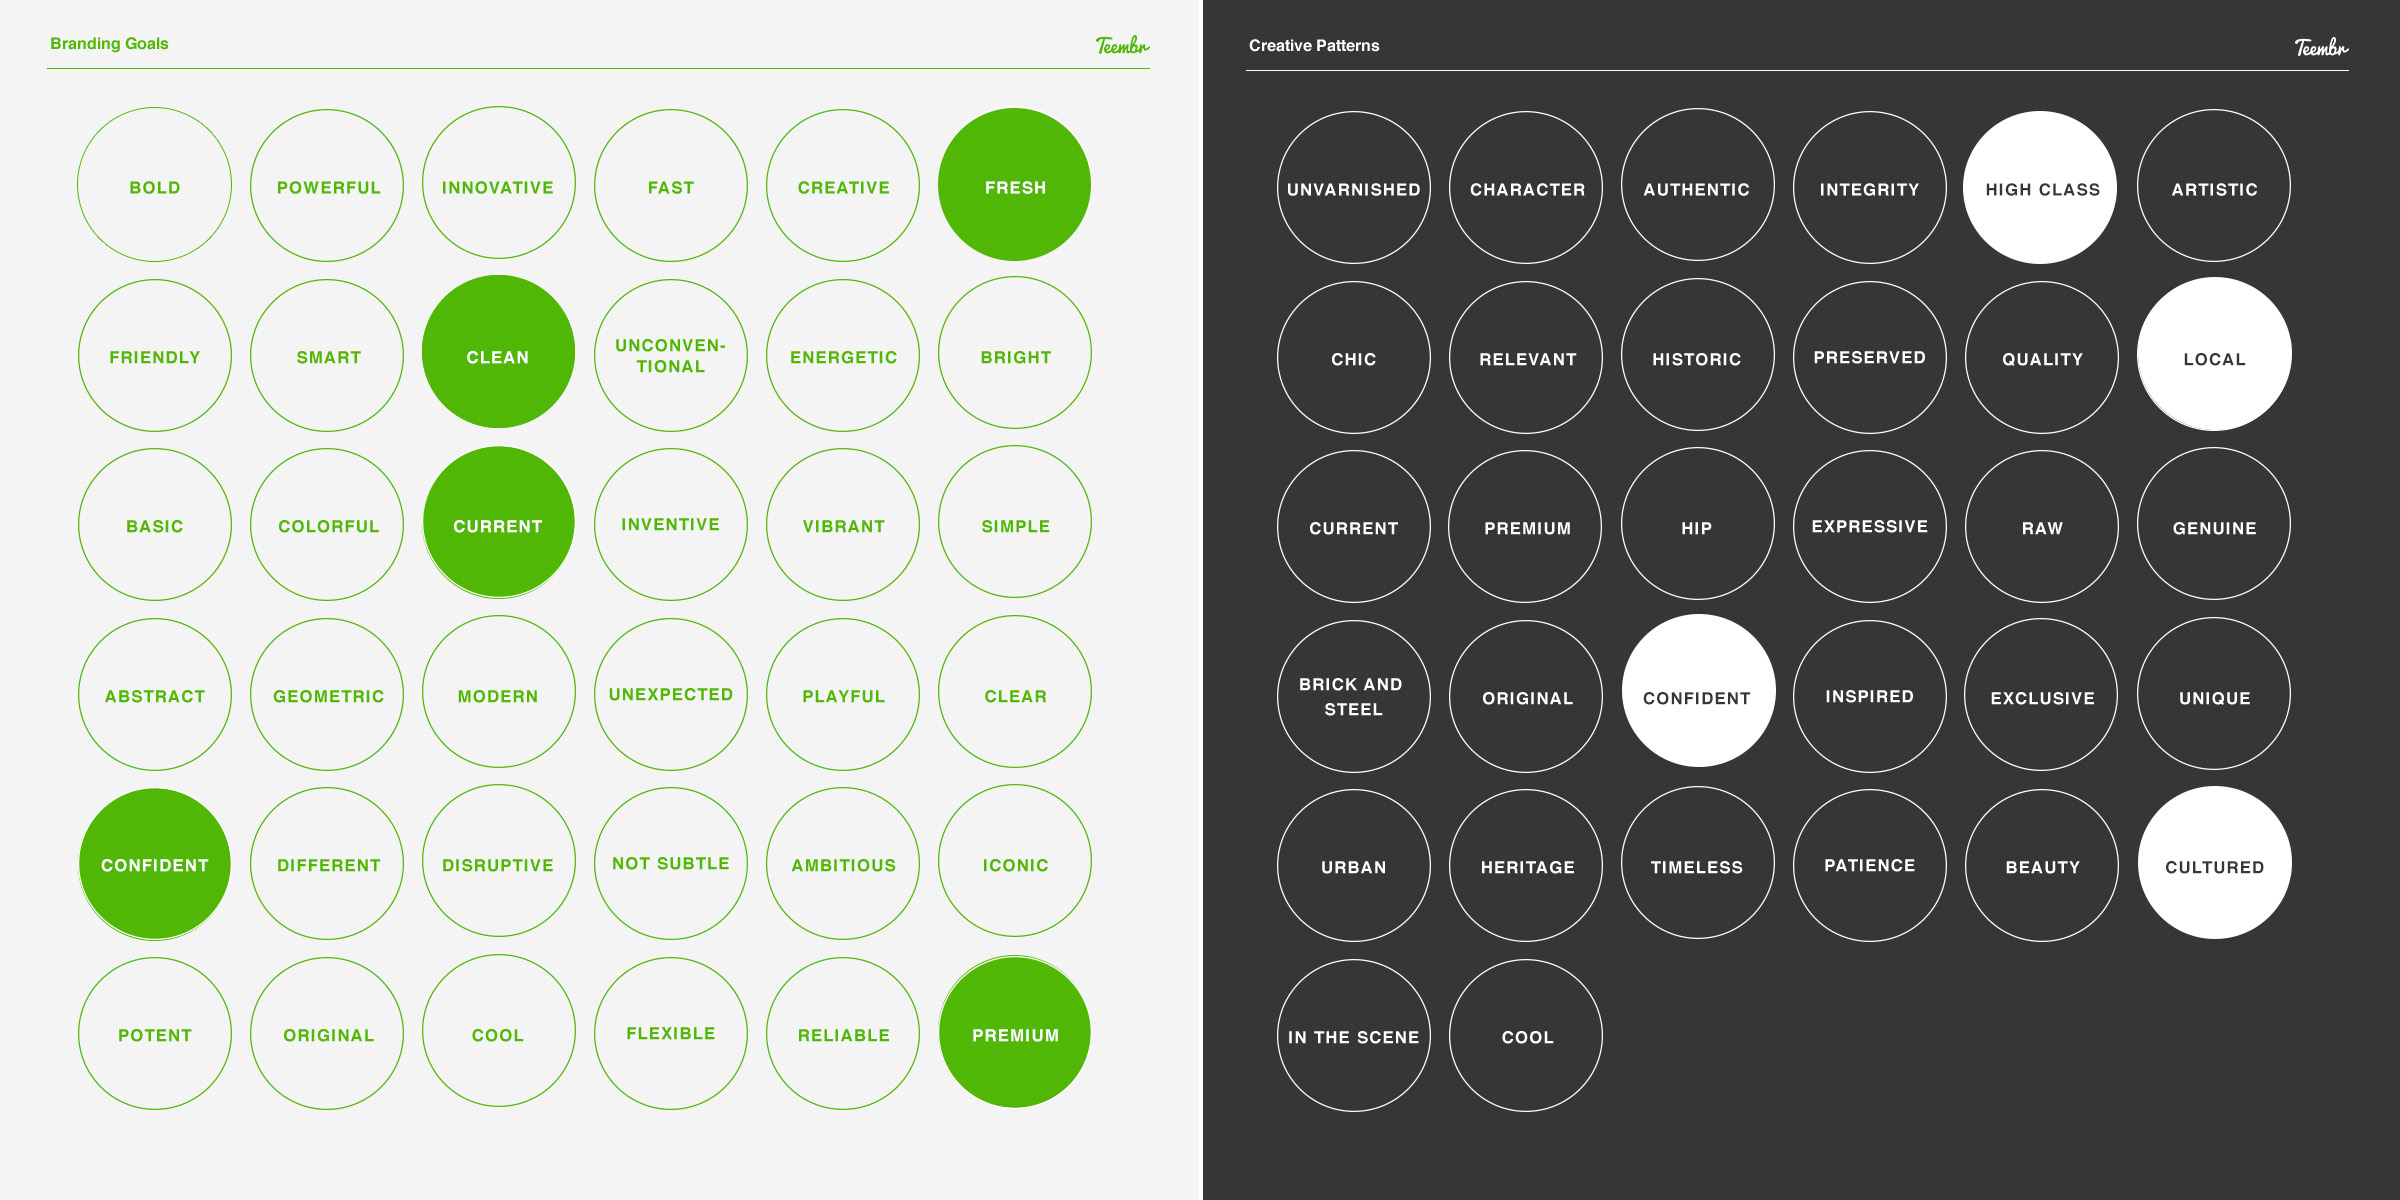 Branding Goals
Teembr
BOLD
POWERFUL
INNOVATIVE
FAST
CREATIVE
FRESH
FRIENDLY
SMART
CLEAN
UNCONVEN-
TIONAL
ENERGETIC
BRIGHT
BASIC
COLORFUL
CURRENT
INVENTIVE
VIBRANT
SIMPLE
ABSTRACT
GEOMETRIC
MODERN
UNEXPECTED
PLAYFUL
CLEAR
CONFIDENT
DIFFERENT
DISRUPTIVE
NOT SUBTLE
AMBITIOUS
ICONIC
POTENT
ORIGINAL
COOL
FLEXIBLE
RELIABLE
PREMIUM
Creative Patterns
Teembr
UNVARNISHED
CHARACTER
AUTHENTIC
INTEGRITY
HIGH CLASS
ARTISTIC
CHIC
RELEVANT
HISTORIC
PRESERVED
QUALITY
LOCAL
CURRENT
PREMIUM
HIP
EXPRESSIVE
RAW
GENUINE
BRICK AND
STEEL
ORIGINAL
CONFIDENT
INSPIRED
EXCLUSIVE
UNIQUE
URBAN
HERITAGE
TIMELESS
PATIENCE
BEAUTY
CULTURED
IN THE SCENE
COOL